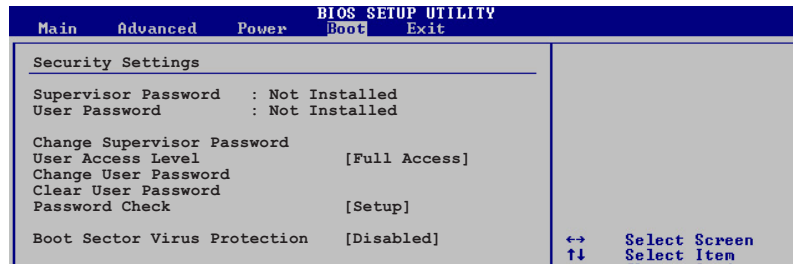 BIOS SETUP UTILITY
Main Advanced Power Boot Exit
Security Settings
Supervisor Password : Not Installed
User Password : Not Installed
Change Supervisor Password
User Access Level [Full Access]
Change User Password
Clear User Password
Password Check [Setup]
Boot Sector Virus Protection [Disabled]
←→ Select Screen
↑↓ Select Item